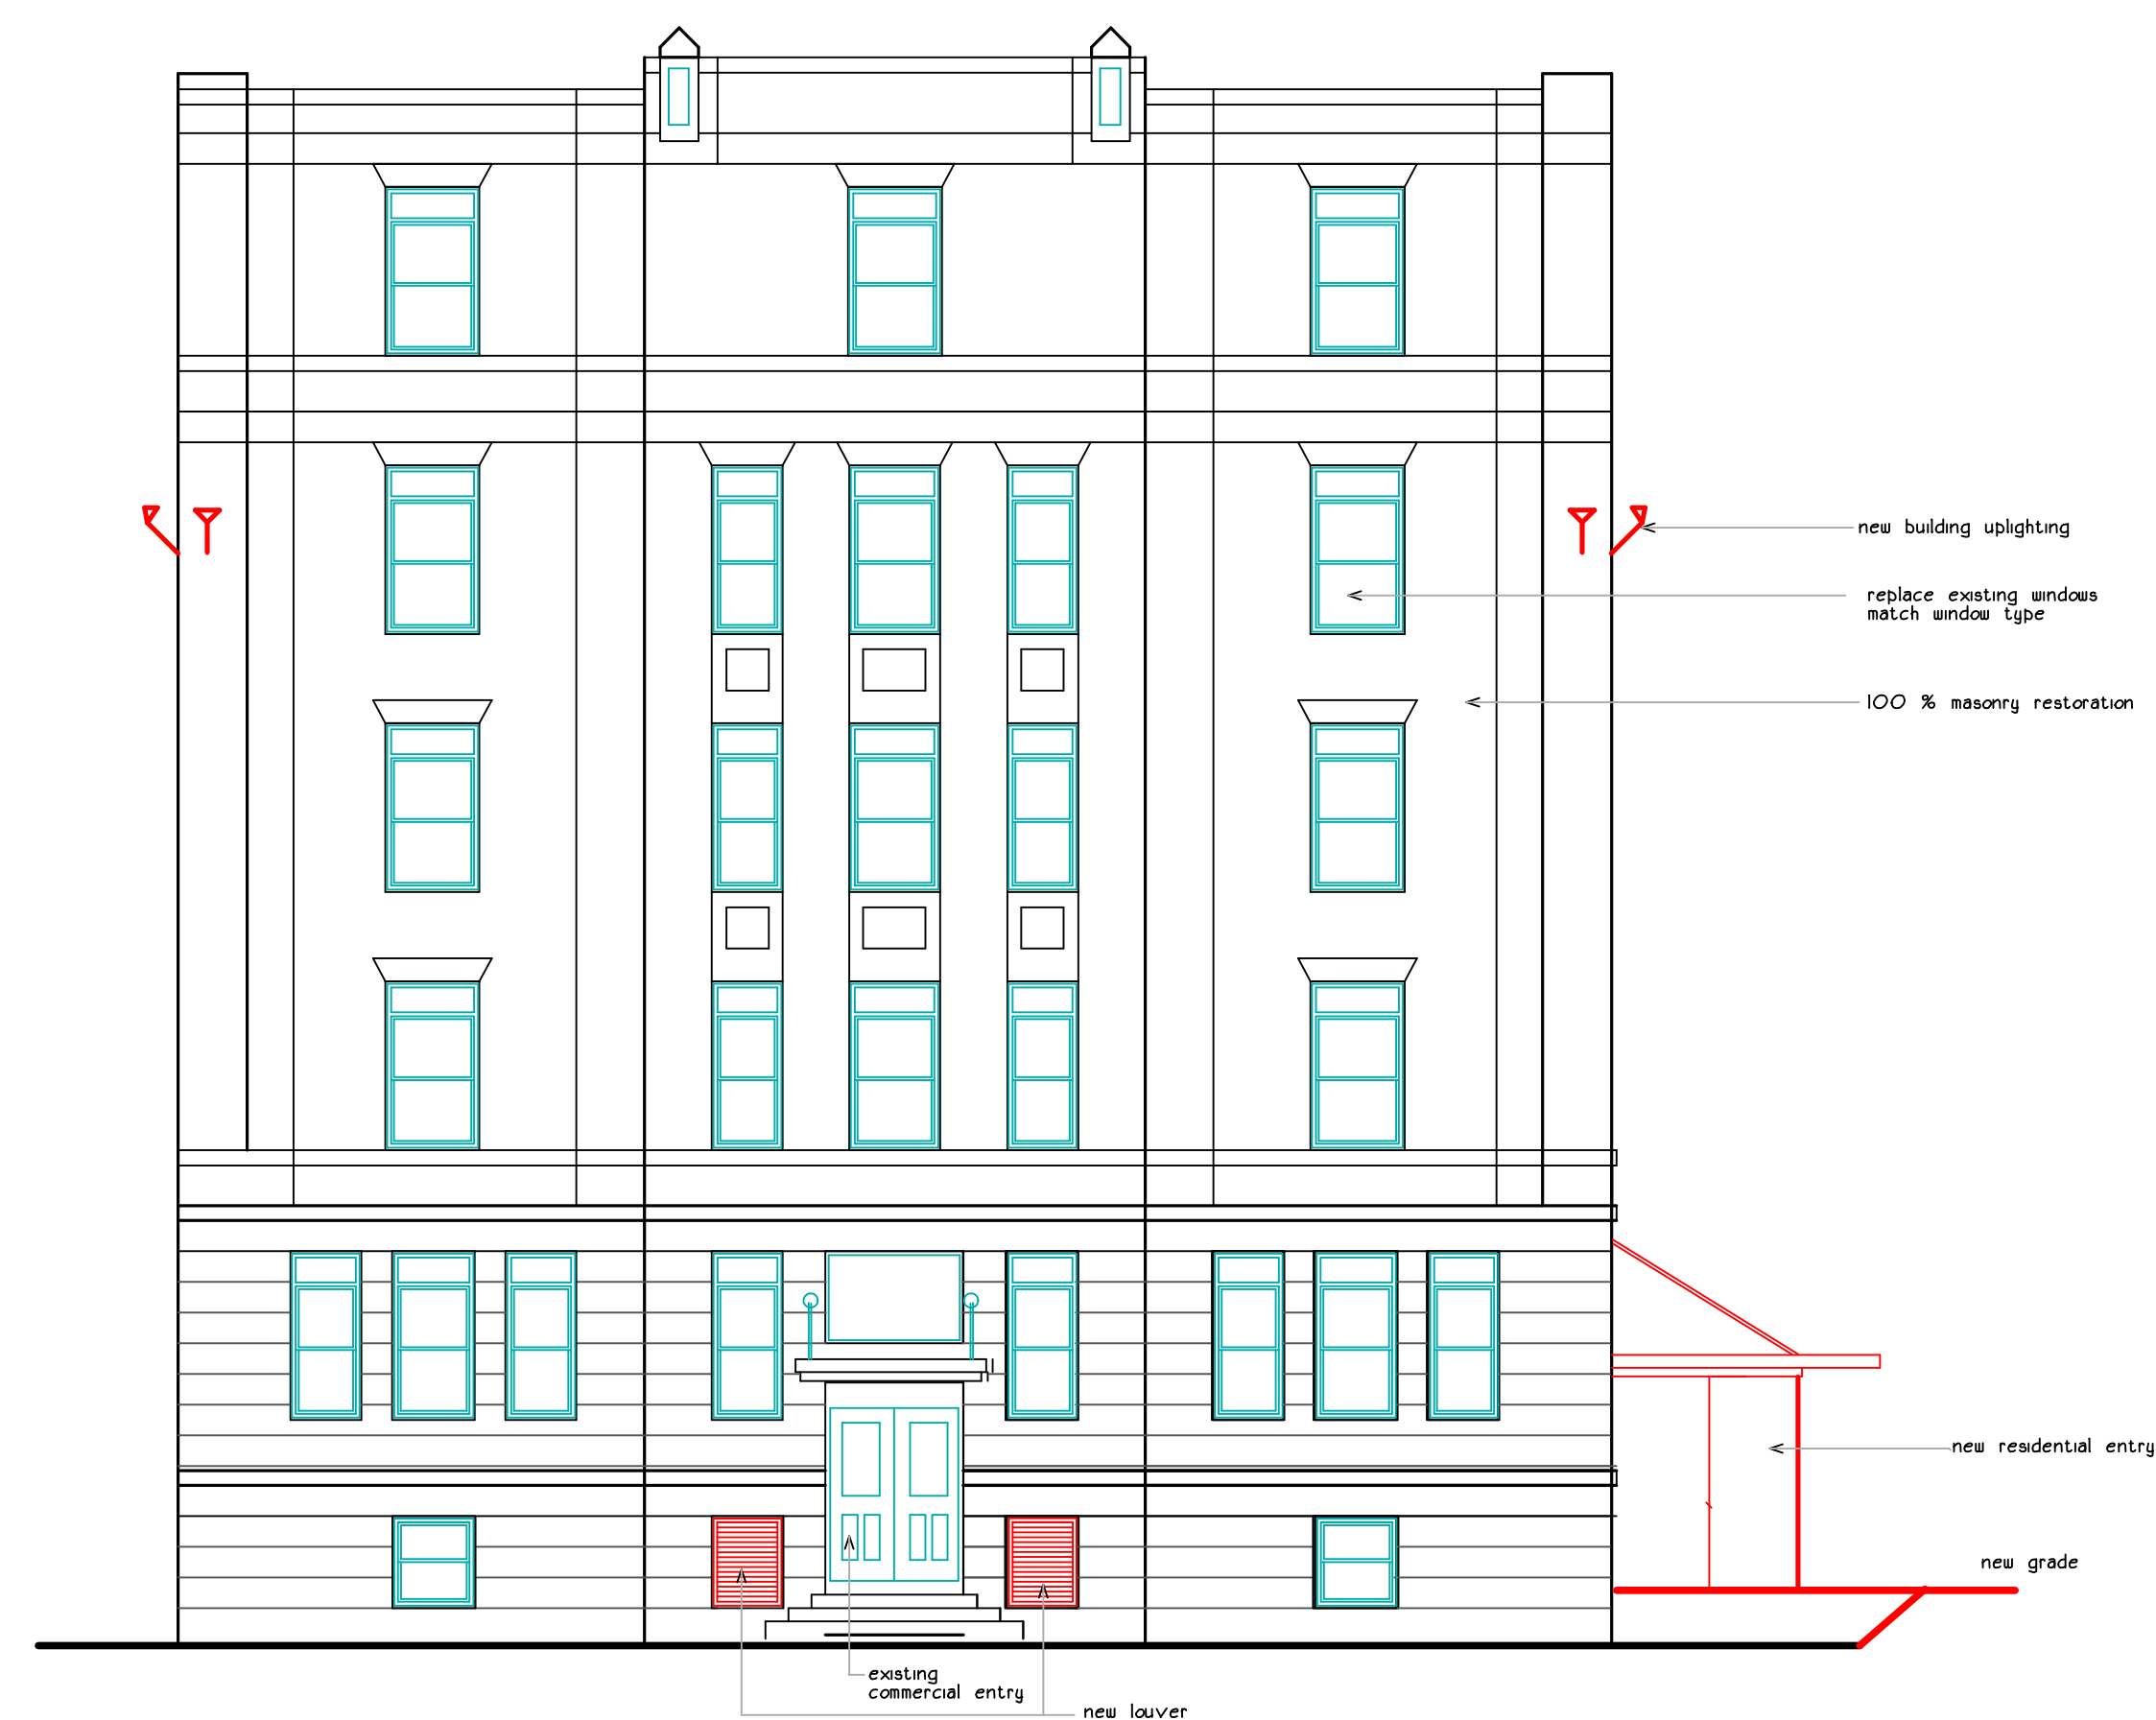 new building uplighting
replace existing windows
match window type
100 % masonry restoration
new residential entry
new grade
existing
commercial entry
new louver